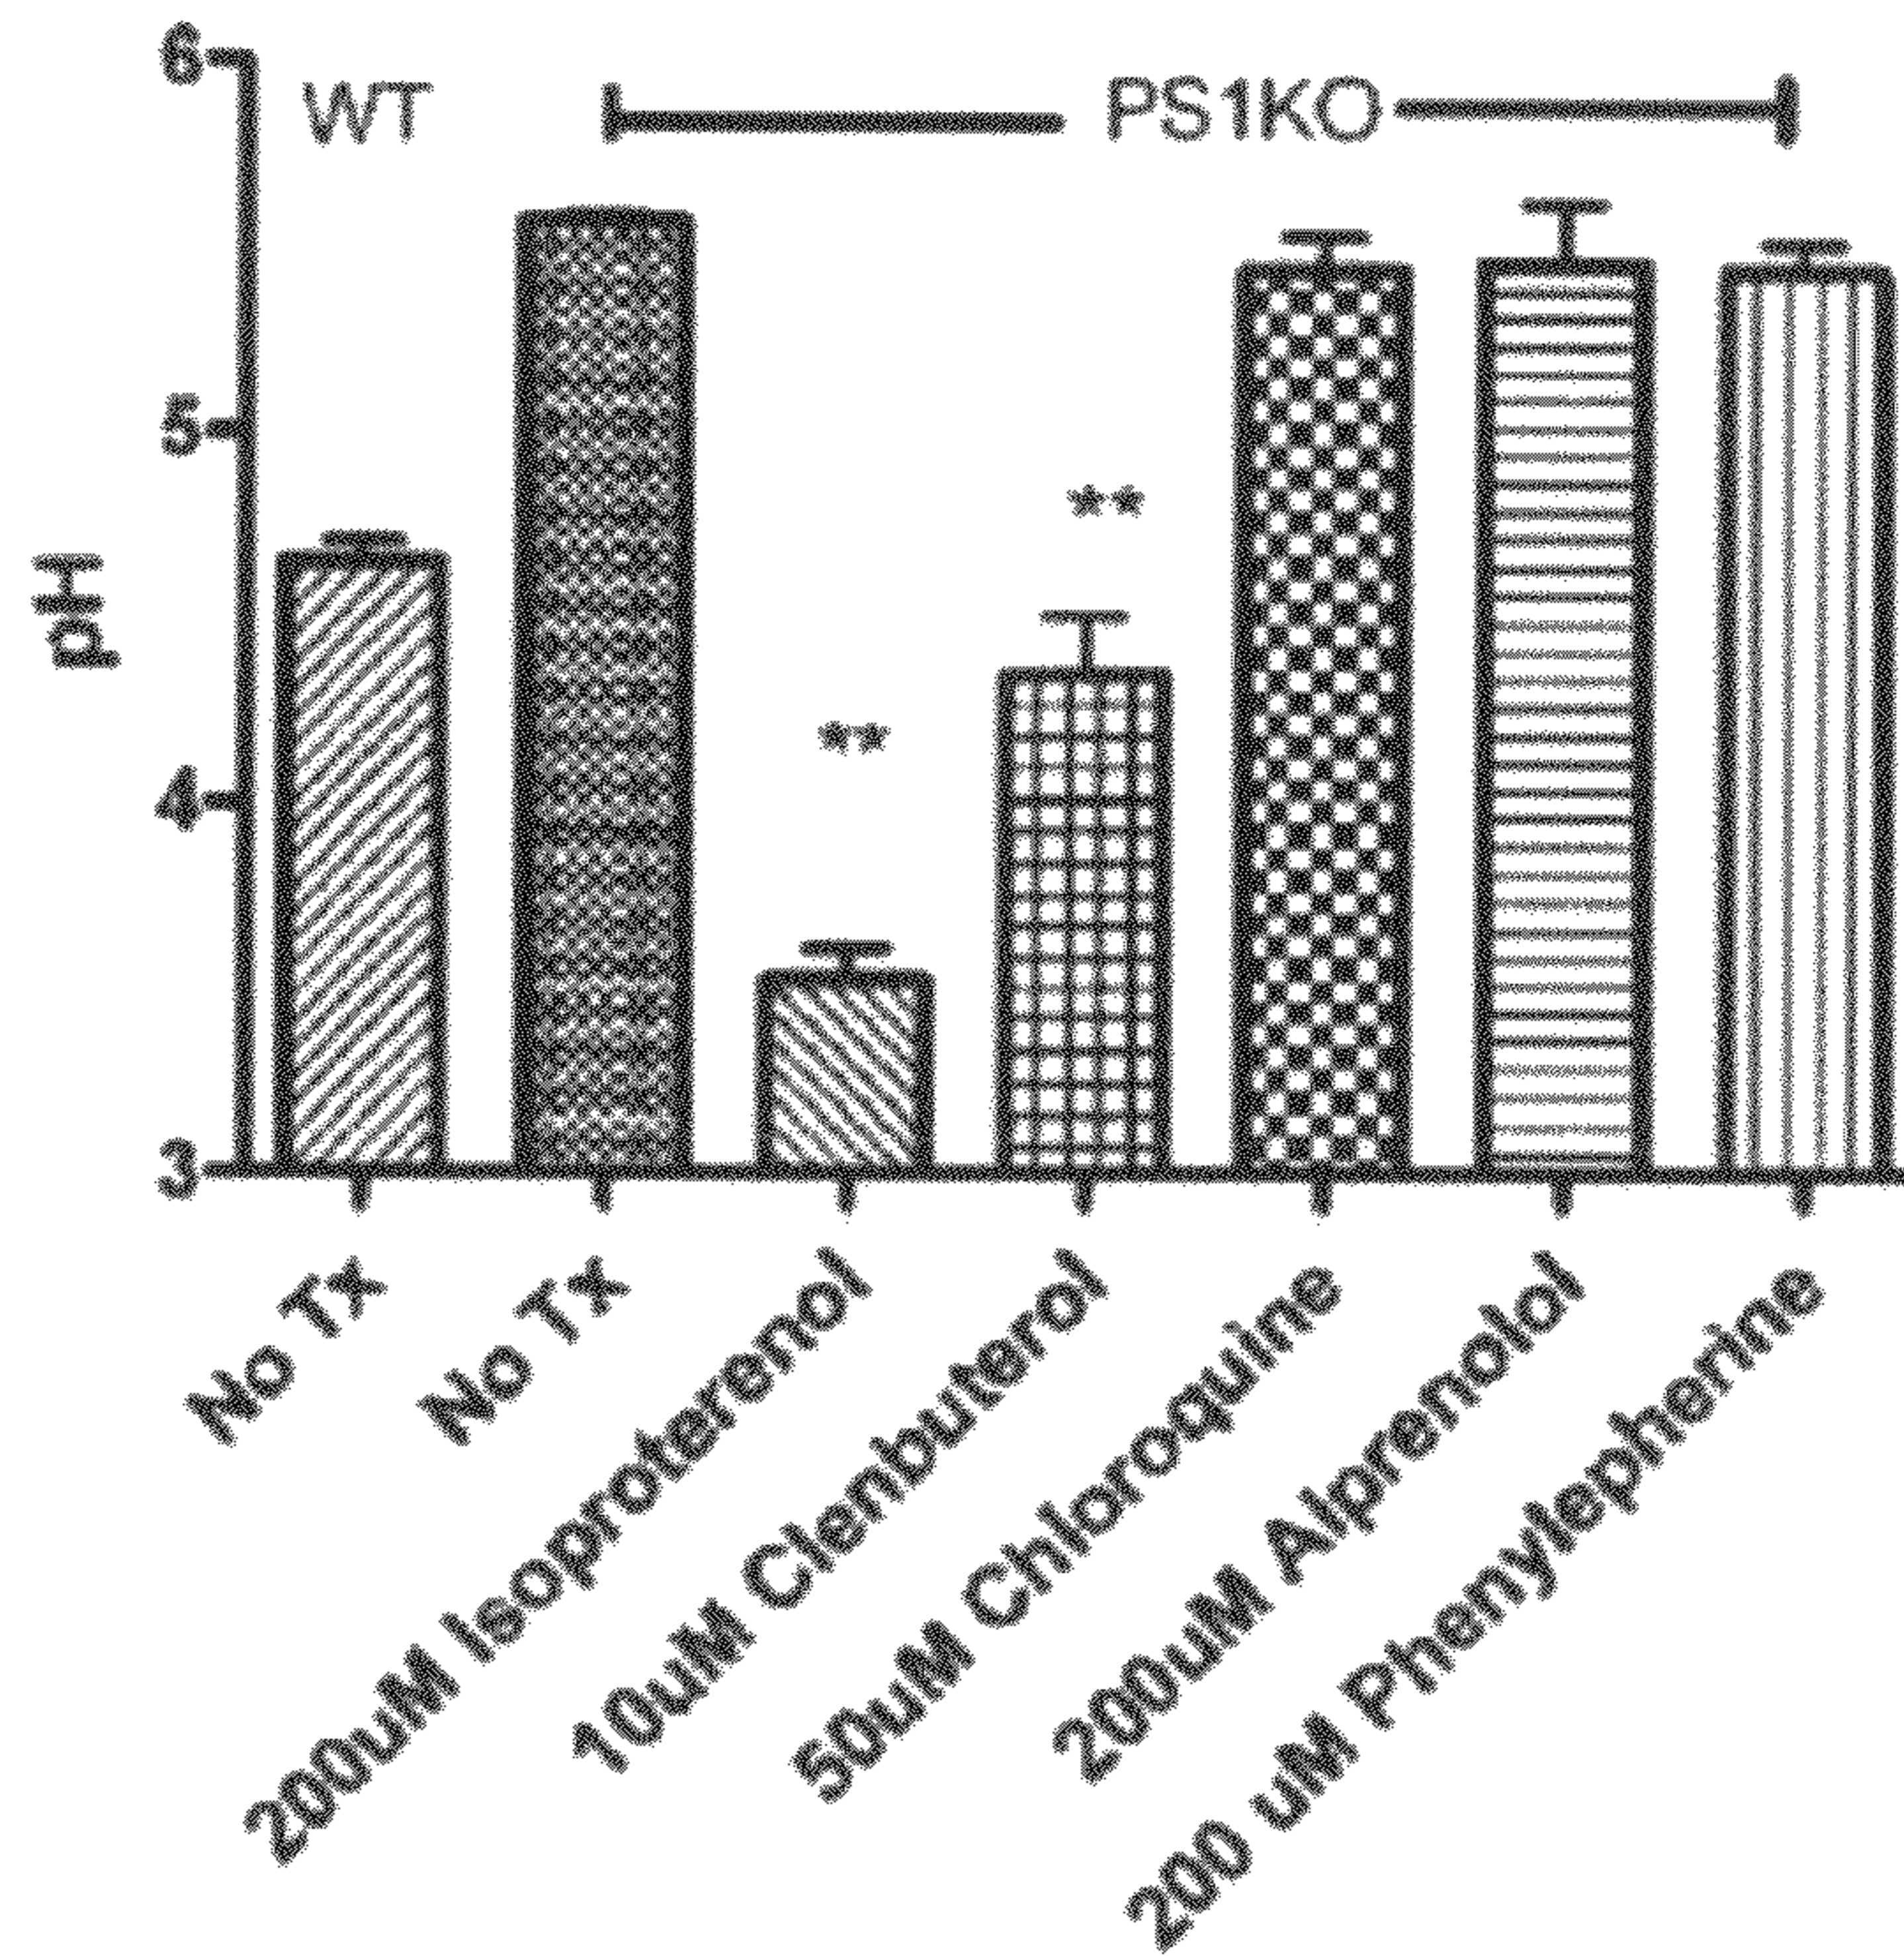 6
WT
PS1KO
5
pH
**
**
4
3
No Tx
No Tx
200uM Isoproterenol
10uM Clenbuterol
50uM Chloroquine
200uM Alprenolol
200 uM Phenylepherine